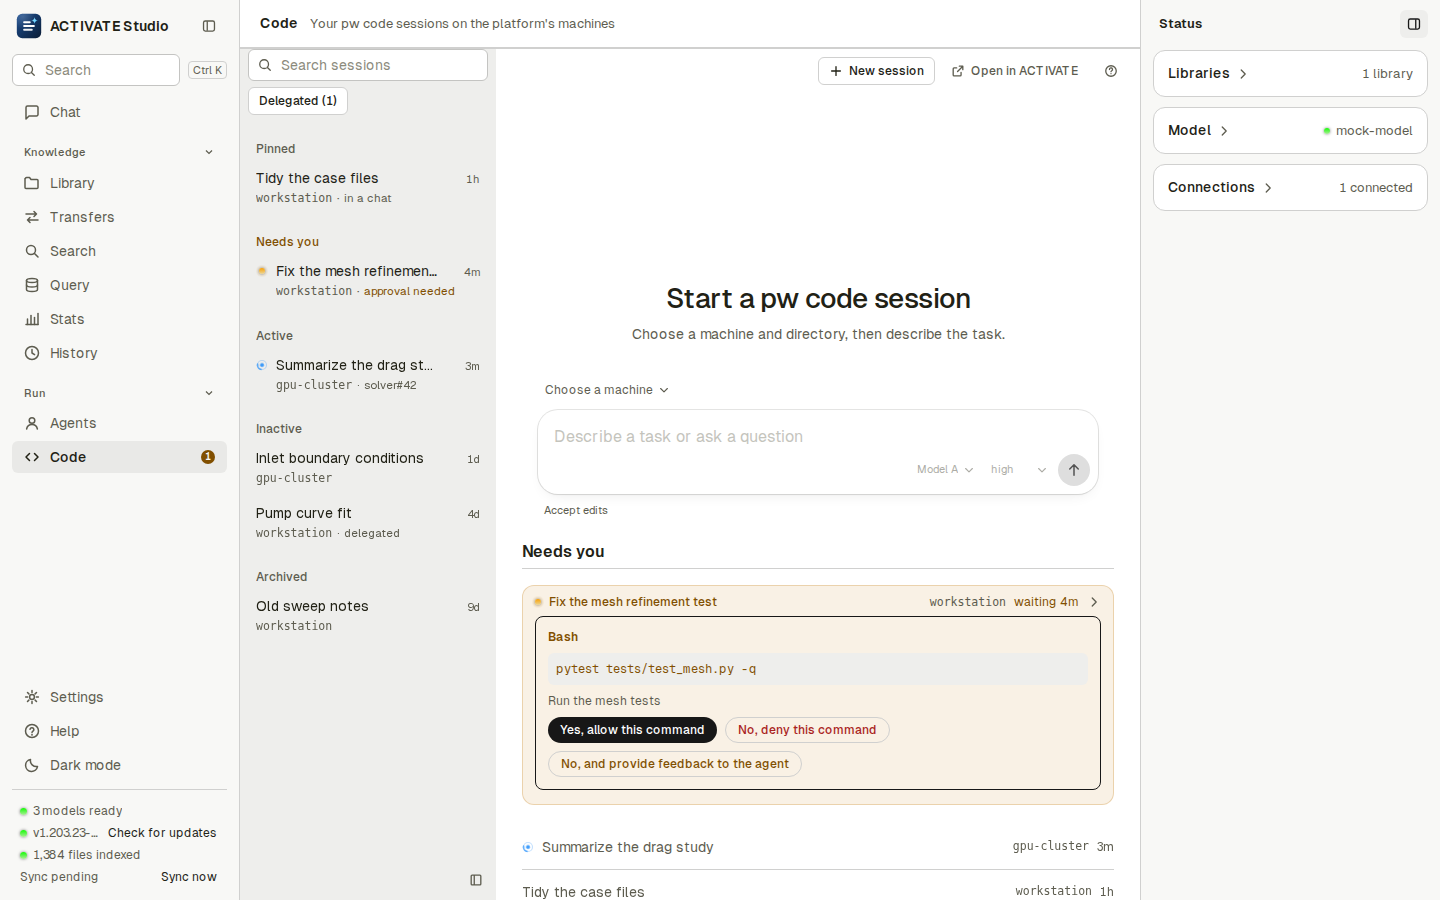 ACTIVATE Studio
Search
Ctrl K
Chat
Knowledge
Library
Transfers
Search
Query
Stats
History
Run
Agents
Code
1
Settings
Help
Dark mode
3 models ready
v1.203.23-...
Check for updates
1,384 files indexed
Sync pending
Sync now
Code
Your pw code sessions on the platform's machines
Search sessions
Delegated (1)
Pinned
Tidy the case files
1h
workstation · in a chat
Needs you
Fix the mesh refinemen...
4m
workstation · approval needed
Active
Summarize the drag st...
3m
gpu-cluster · solver#42
Inactive
Inlet boundary conditions
1d
gpu-cluster
Pump curve fit
4d
workstation · delegated
Archived
Old sweep notes
9d
workstation
New session
Open in ACTIVATE
Start a pw code session
Choose a machine and directory, then describe the task.
Choose a machine
Describe a task or ask a question
Model A
high
Accept edits
Needs you
Fix the mesh refinement test
workstation waiting 4m
Bash
pytest tests/test_mesh.py -q
Run the mesh tests
Yes, allow this command
No, deny this command
No, and provide feedback to the agent
Summarize the drag study
gpu-cluster 3m
Tidy the case files
workstation 1h
Status
Libraries
1 library
Model
mock-model
Connections
1 connected